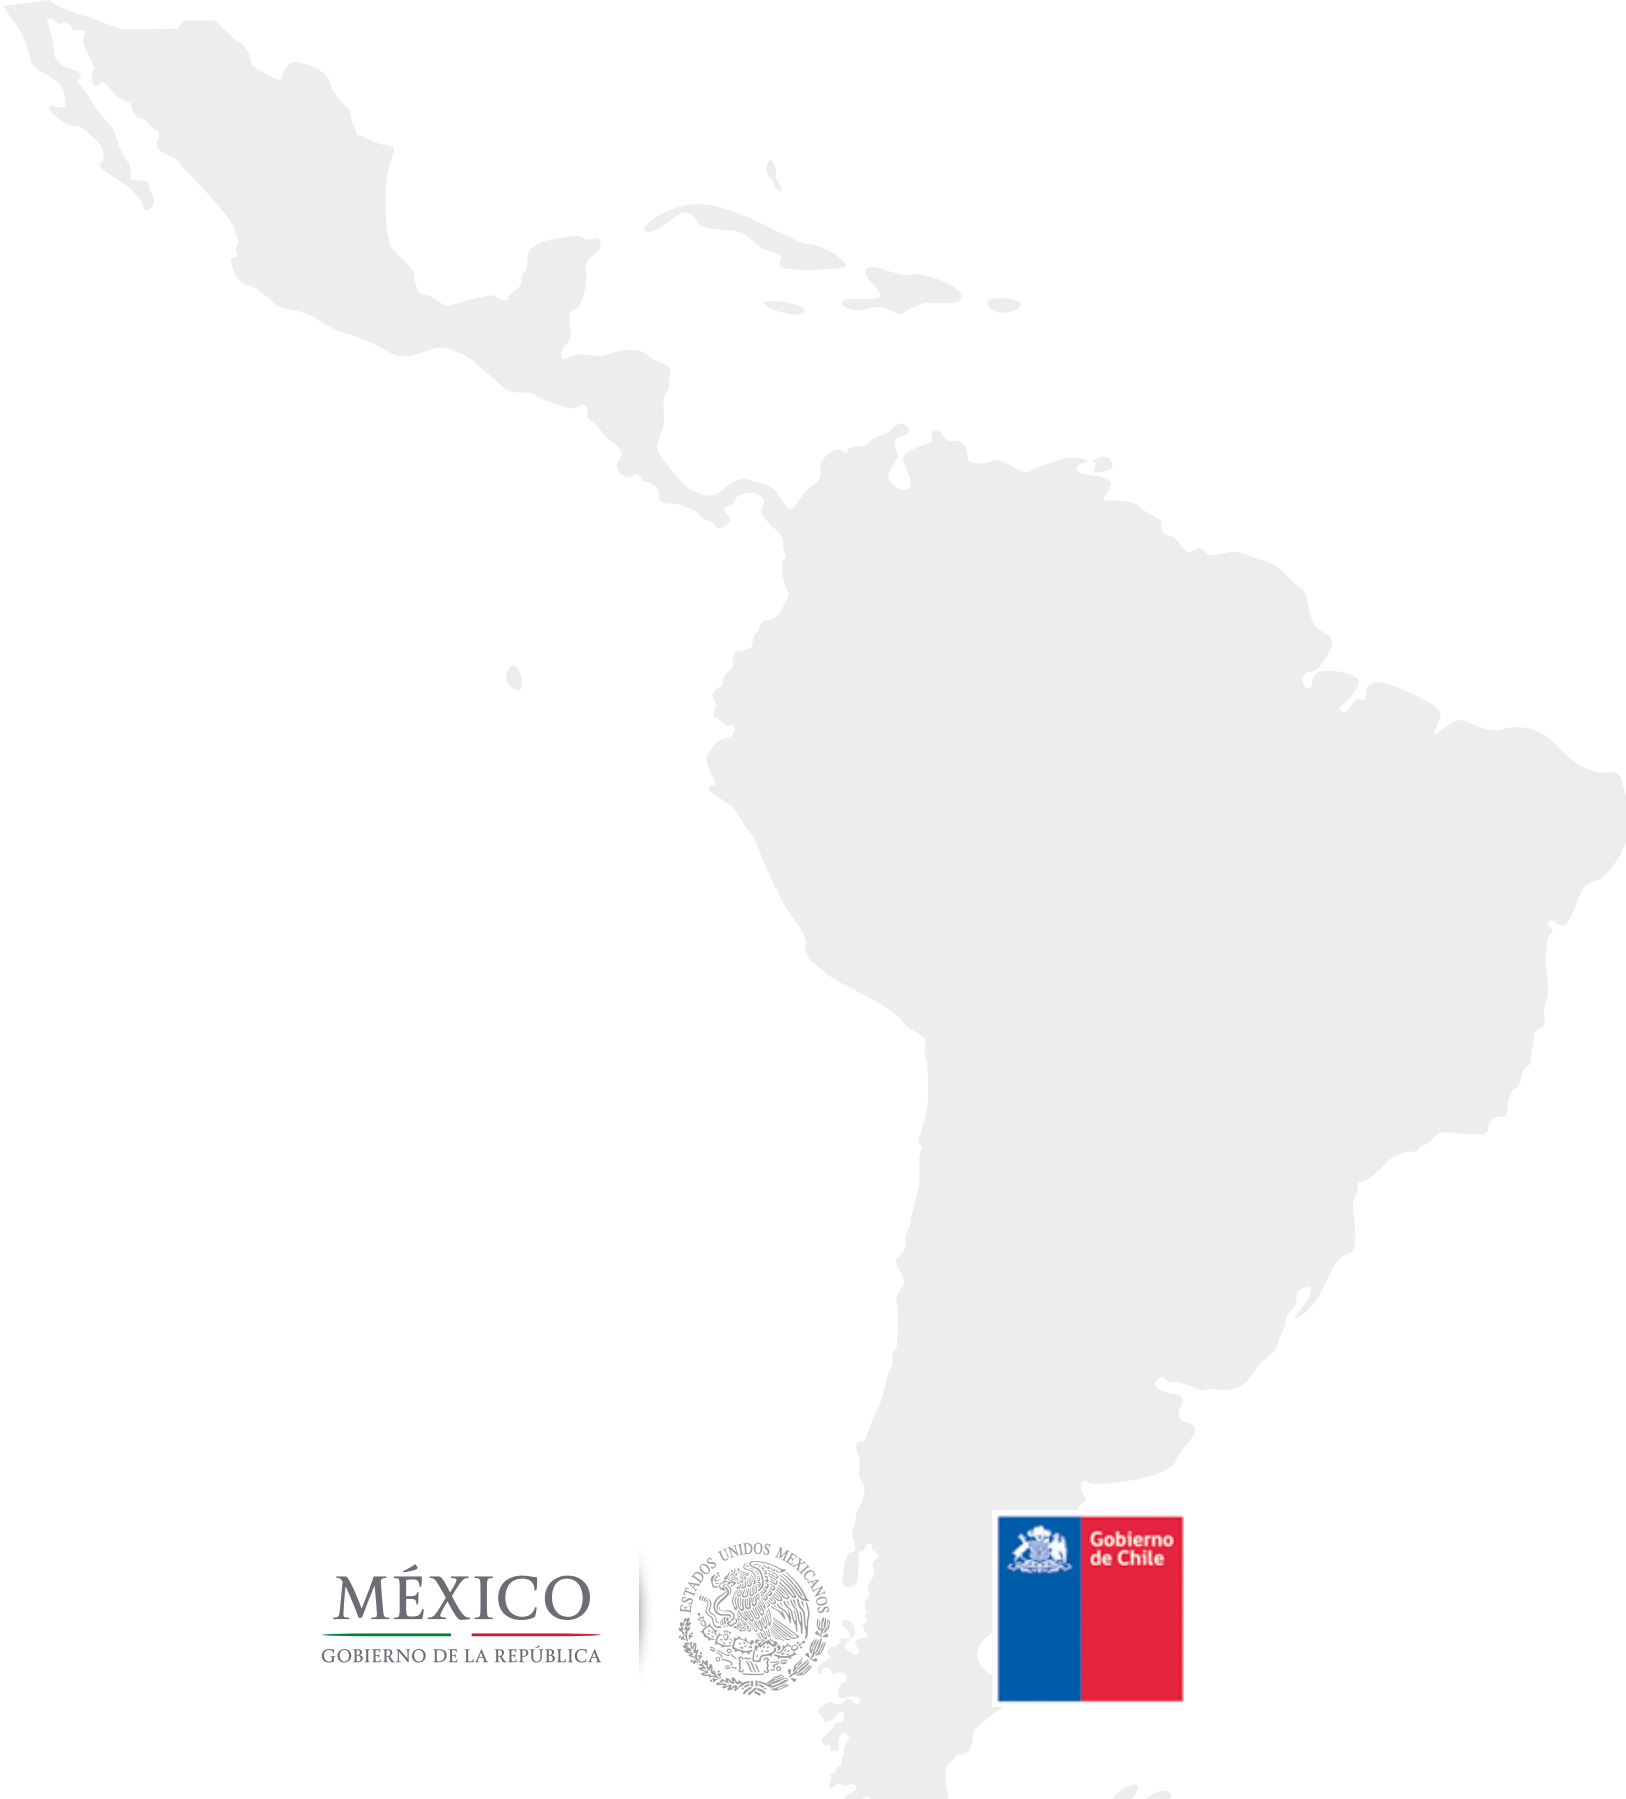 MÉXICO
GOBIERNO DE LA REPÚBLICA
ESTADOS UNIDOS MEXICANOS
Gobierno
de Chile